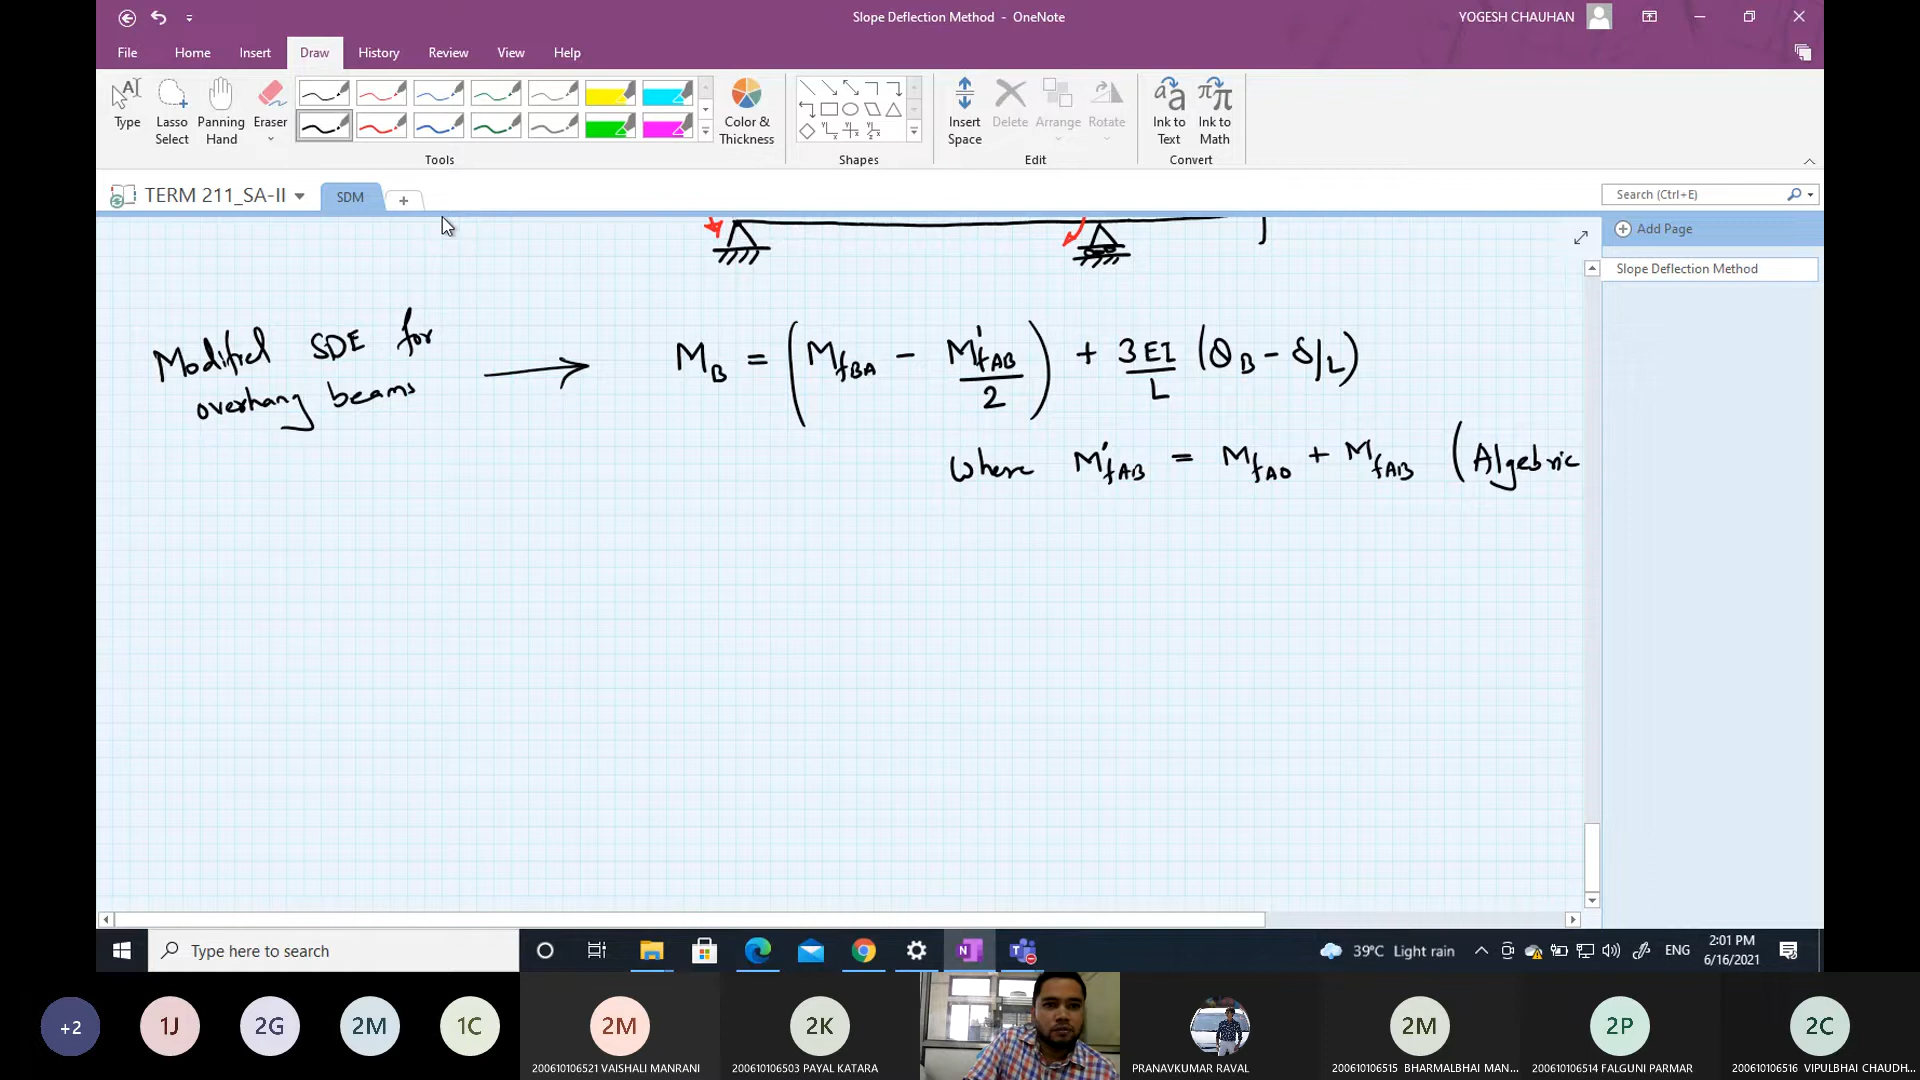 Slope Deflection Method - OneNote
YOGESH CHAUHAN
File Home Insert Draw History Review View Help
Type
Lasso Select
Panning Hand
Eraser
Color & Thickness
Insert Space
Delete
Arrange
Rotate
Ink to Text
Ink to Math
Tools
Shapes
Edit
Convert
TERM 211_SA-II
SDM
Search (Ctrl+E)
Add Page
Slope Deflection Method
Modified SDE for
overhang beams
M_B = (M_fBA - M'_fAB/2) + 3EI/L (θ_B - δ/L)
where M'_fAB = M_fAO + M_fAB (Algebric
Type here to search
39°C Light rain
ENG
2:01 PM
6/16/2021
+2
1J
2G
2M
1C
2M
200610106521 VAISHALI MANRANI
2K
200610106503 PAYAL KATARA
PRANAVKUMAR RAVAL
2M
200610106515 BHARMALBHAI MAN...
2P
200610106514 FALGUNI PARMAR
2C
200610106516 VIPULBHAI CHAUDH...